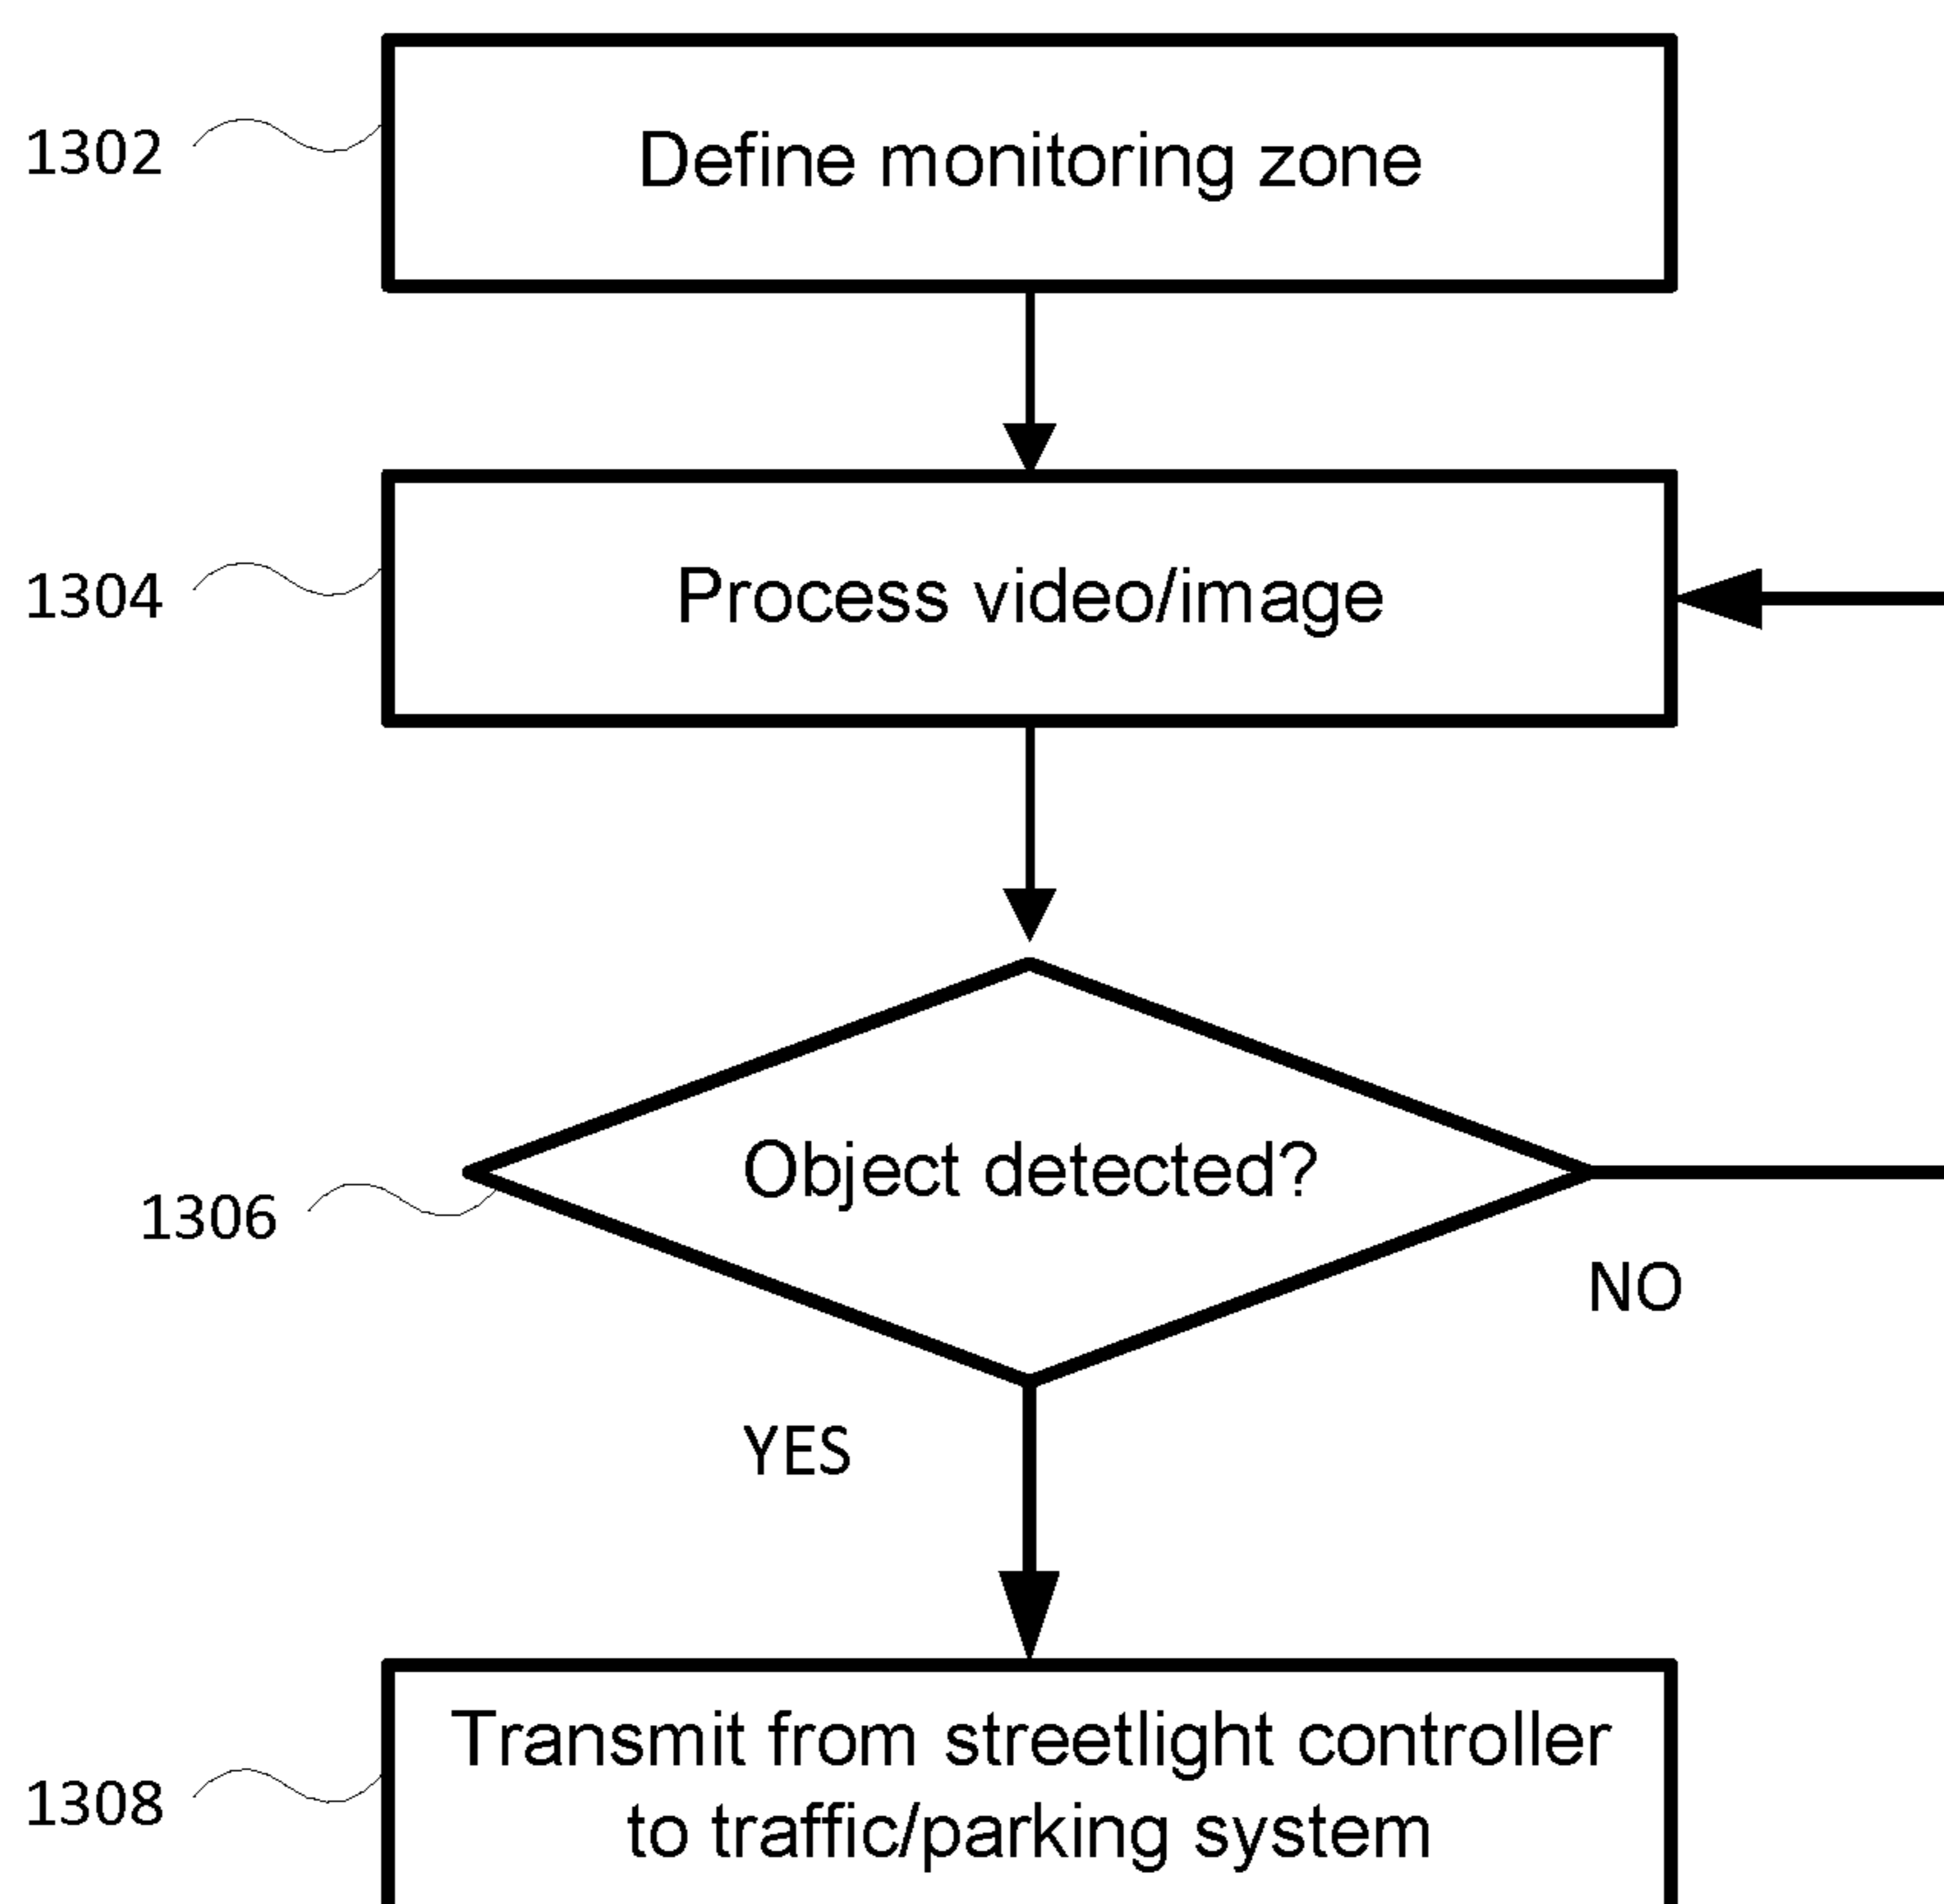 1302
Define monitoring zone
1304
Process video/image
Object detected?
1306
NO
YES
Transmit from streetlight controller
1308
to traffic/parking system